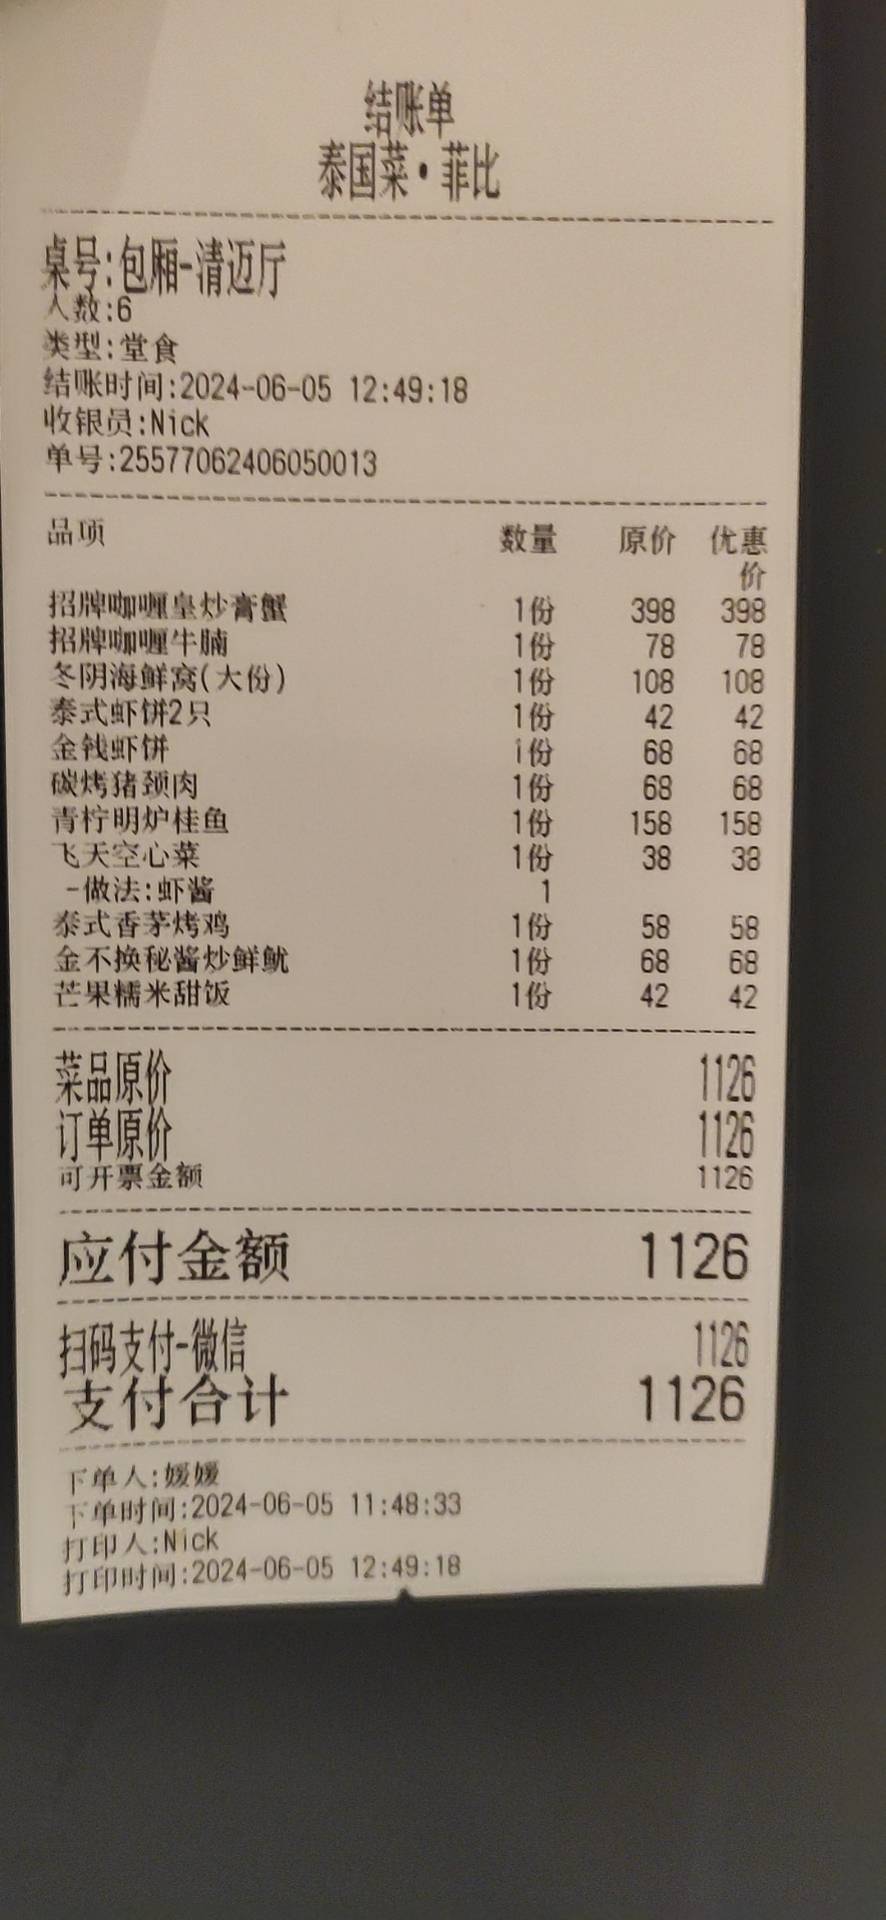 结账单
泰国菜·菲比
桌号:包厢-清迈厅
人数:6
类型:堂食
结账时间:2024-06-05 12:49:18
收银员:Nick
单号:25577062406050013
品项 数量 原价 优惠价
招牌咖喱皇炒膏蟹 1份 398 398
招牌咖喱牛腩 1份 78 78
冬阴海鲜窝(大份) 1份 108 108
泰式虾饼2只 1份 42 42
金钱虾饼 1份 68 68
碳烤猪颈肉 1份 68 68
青柠明炉桂鱼 1份 158 158
飞天空心菜 1份 38 38
-做法:虾酱 1
泰式香茅烤鸡 1份 58 58
金不换秘酱炒鲜鱿 1份 68 68
芒果糯米甜饭 1份 42 42
菜品原价 1126
订单原价 1126
可开票金额 1126
应付金额 1126
扫码支付-微信 1126
支付合计 1126
下单人:媛媛
下单时间:2024-06-05 11:48:33
打印人:Nick
打印时间:2024-06-05 12:49:18